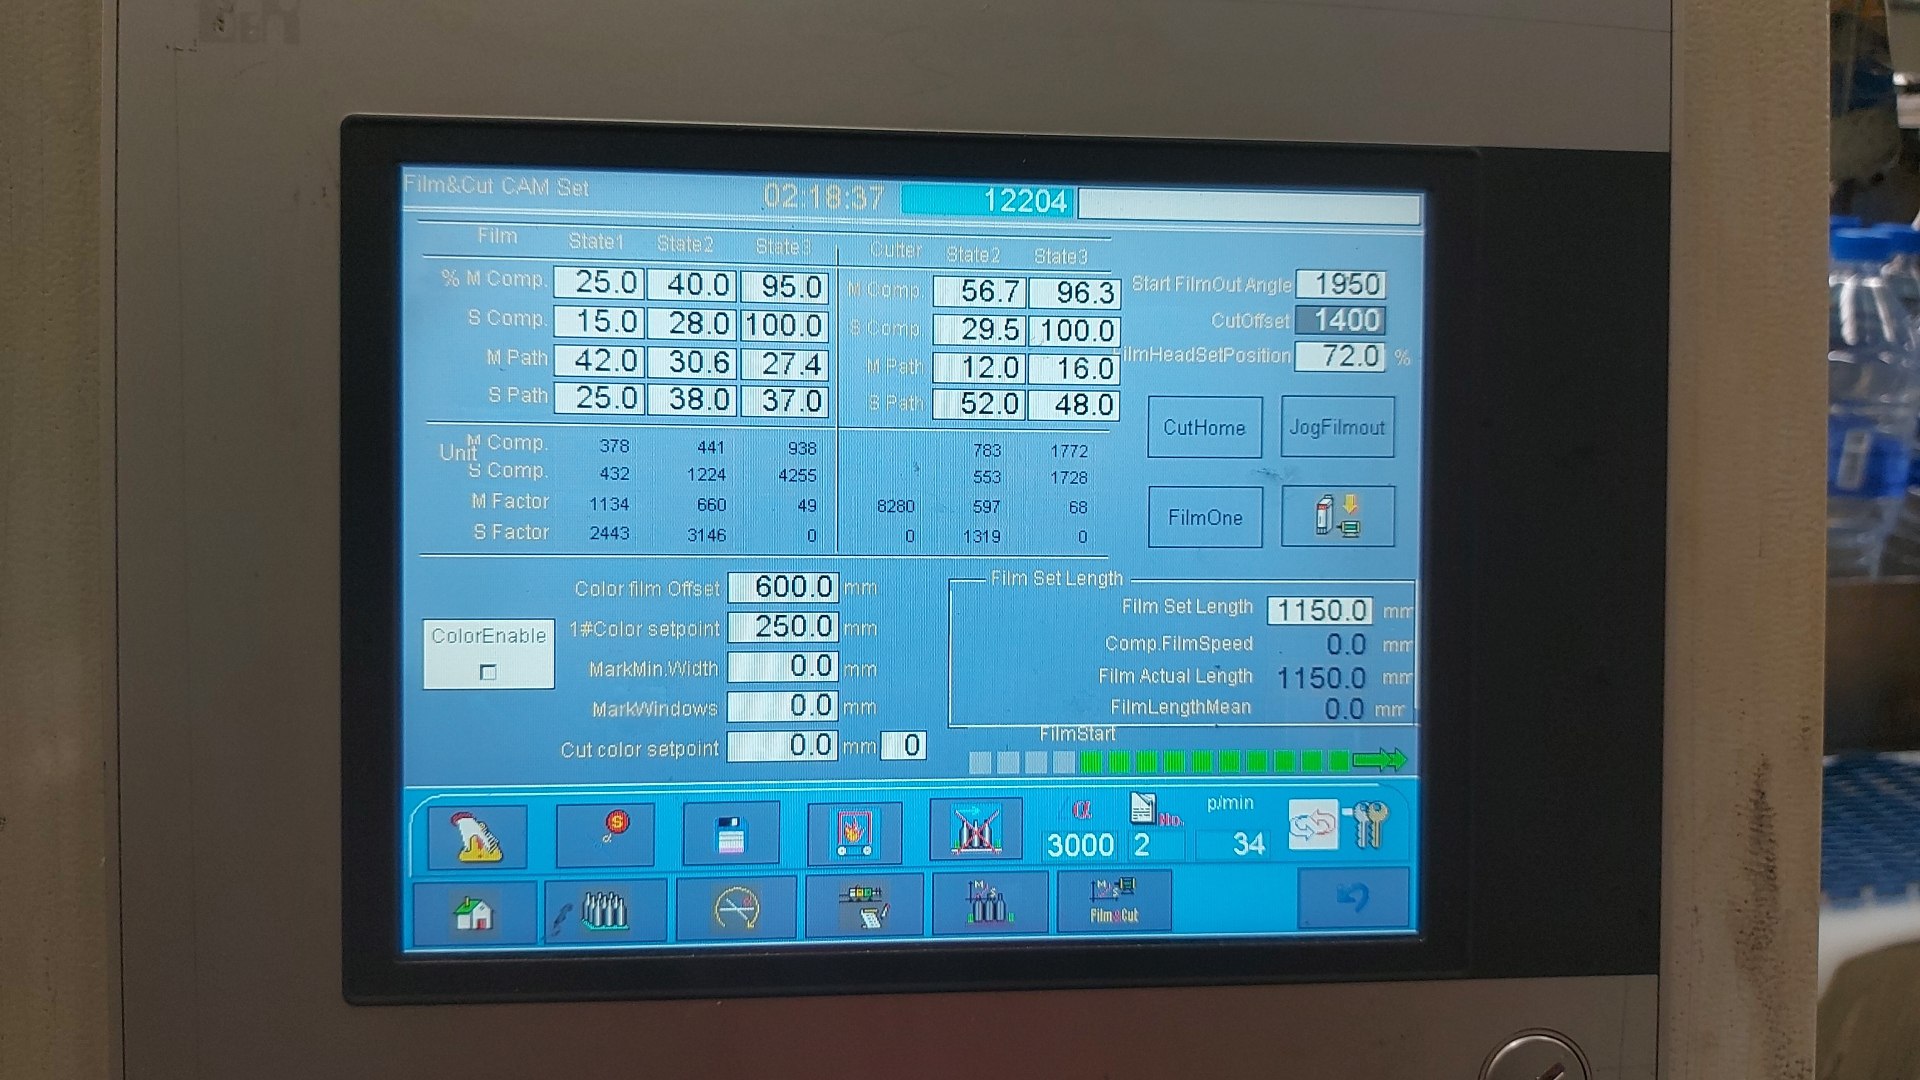 Film&Cut CAM Set 02:18:37 12204
Film State1 State2 State3 Cutter State2 State3
% M Comp. 25.0 40.0 95.0 M Comp. 56.7 96.3 Start FilmOut Angle 1950
S Comp. 15.0 28.0 100.0 S Comp. 29.5 100.0 CutOffset 1400
M Path 42.0 30.6 27.4 M Path 12.0 16.0 ilmHeadSetPosition 72.0 %
S Path 25.0 38.0 37.0 S Path 52.0 48.0
CutHome JogFilmout
Unit M Comp. 378 441 938 783 1772
S Comp. 432 1224 4255 553 1728
M Factor 1134 660 49 8280 597 68
S Factor 2443 3146 0 0 1319 0
FilmOne
Color film Offset 600.0 mm
ColorEnable 1#Color setpoint 250.0 mm
MarkMin.Width 0.0 mm
MarkWindows 0.0 mm
Cut color setpoint 0.0 mm 0
Film Set Length
Film Set Length 1150.0 mm
Comp.FilmSpeed 0.0 mm
Film Actual Length 1150.0 mm
FilmLengthMean 0.0 mm
FilmStart
S α No. p/min
3000 2 34
M S M S
Film&Cut